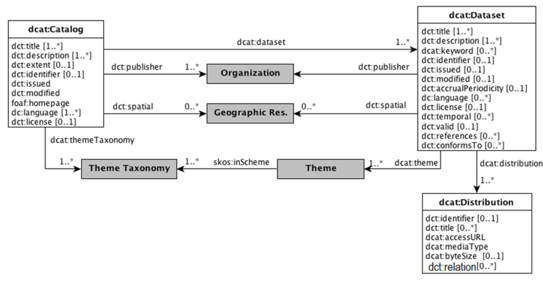 dcat:Catalog
dct:title [1..*]
dct:description [1..*]
dct:extent [0..1]
dct:identifier [0..1]
dct:issued
dct:modified
foaf:homepage
dc:language [1..*]
dct:license [0..1]
dcat:dataset
1..*
dct:publisher
1..*
Organization
dct:publisher
dct:spatial
0..*
Geographic Res.
0..*
dct:spatial
dcat:Dataset
dct:title [1..*]
dct:description [1..*]
dcat:keyword [0..*]
dct:identifier [0..1]
dct:issued [0..1]
dct:modified [0..1]
dct:accrualPeriodicity [0..1]
dc:language [0..*]
dct:license [0..1]
dct:temporal [0..*]
dct:valid [0..1]
dct:references [0..*]
dct:conformsTo [0..*]
dcat:themeTaxonomy
1..*
Theme Taxonomy
1..*
skos:inScheme
Theme
1..*
dcat:theme
dcat:distribution
1..*
dcat:Distribution
dct:identifier [0..1]
dct:title [0..*]
dcat:accessURL
dcat:mediaType
dcat:byteSize [0..1]
dct:relation[0..*]